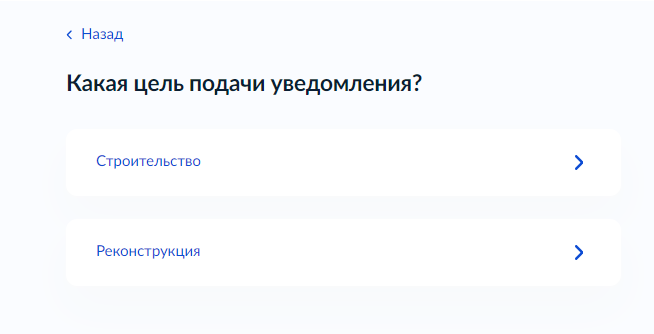 Назад
Какая цель подачи уведомления?
Строительство
Реконструкция